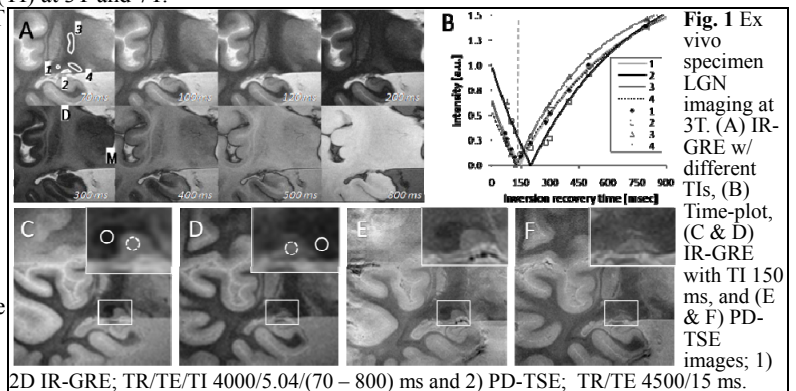 (TI) at 3T and 7T.
A
3
1
2
4
70 ms
100 ms
120 ms
200 ms
D
M
300 ms
400 ms
500 ms
800 ms
B
Intensity [a.u.]
1.5
1.3
1.0
0.8
0.5
0.3
0.0
0
150
300
450
600
750
900
Inversion recovery time [msec]
1
2
3
4
1
2
3
4
C
D
E
F
Fig. 1 Ex
vivo
specimen
LGN
imaging at
3T. (A) IR-
GRE w/
different
TIs, (B)
Time-plot,
(C & D)
IR-GRE
with TI 150
ms, and (E
& F) PD-
TSE
images; 1)
2D IR-GRE; TR/TE/TI 4000/5.04/(70 – 800) ms and 2) PD-TSE; TR/TE 4500/15 ms.